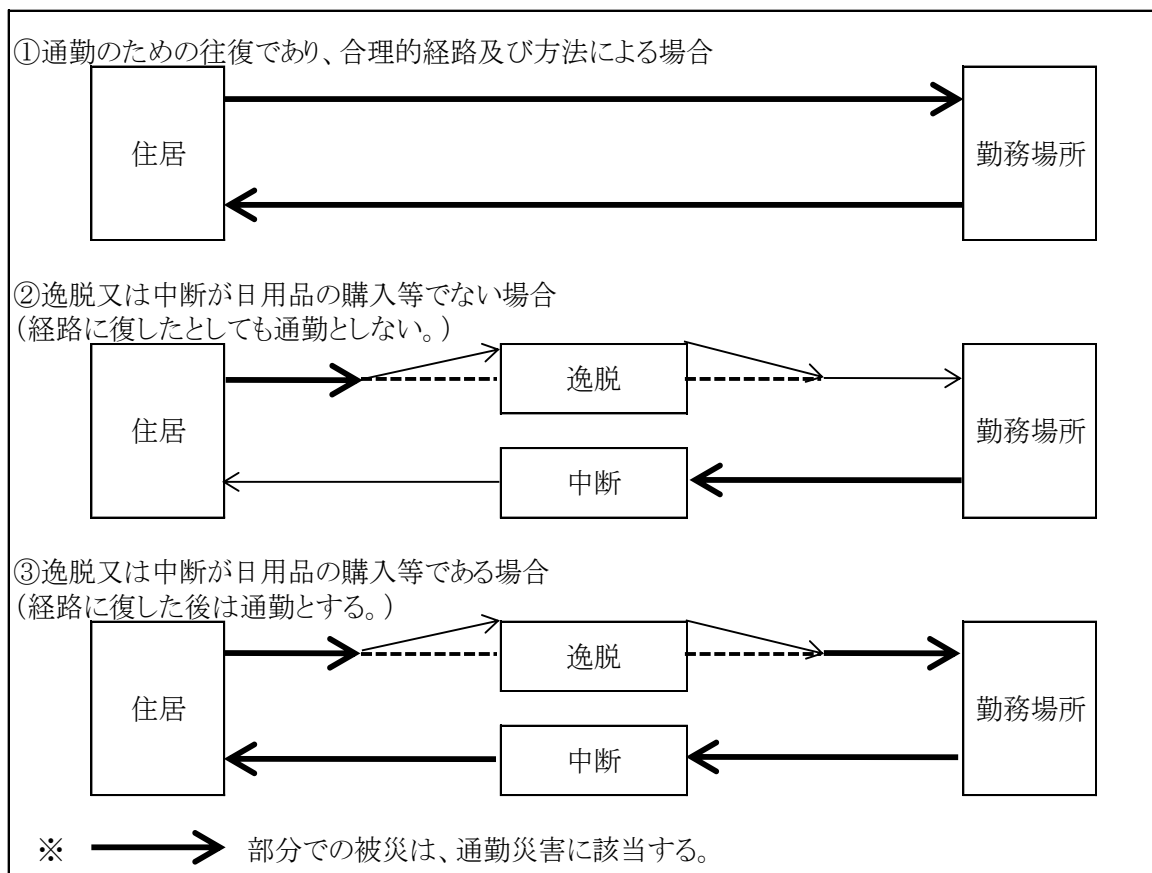 ①通勤のための往復であり、合理的経路及び方法による場合
住居
勤務場所
②逸脱又は中断が日用品の購入等でない場合
（経路に復したとしても通勤としない。）
逸脱
住居
勤務場所
中断
③逸脱又は中断が日用品の購入等である場合
（経路に復した後は通勤とする。）
逸脱
住居
勤務場所
中断
※ 部分での被災は、通勤災害に該当する。